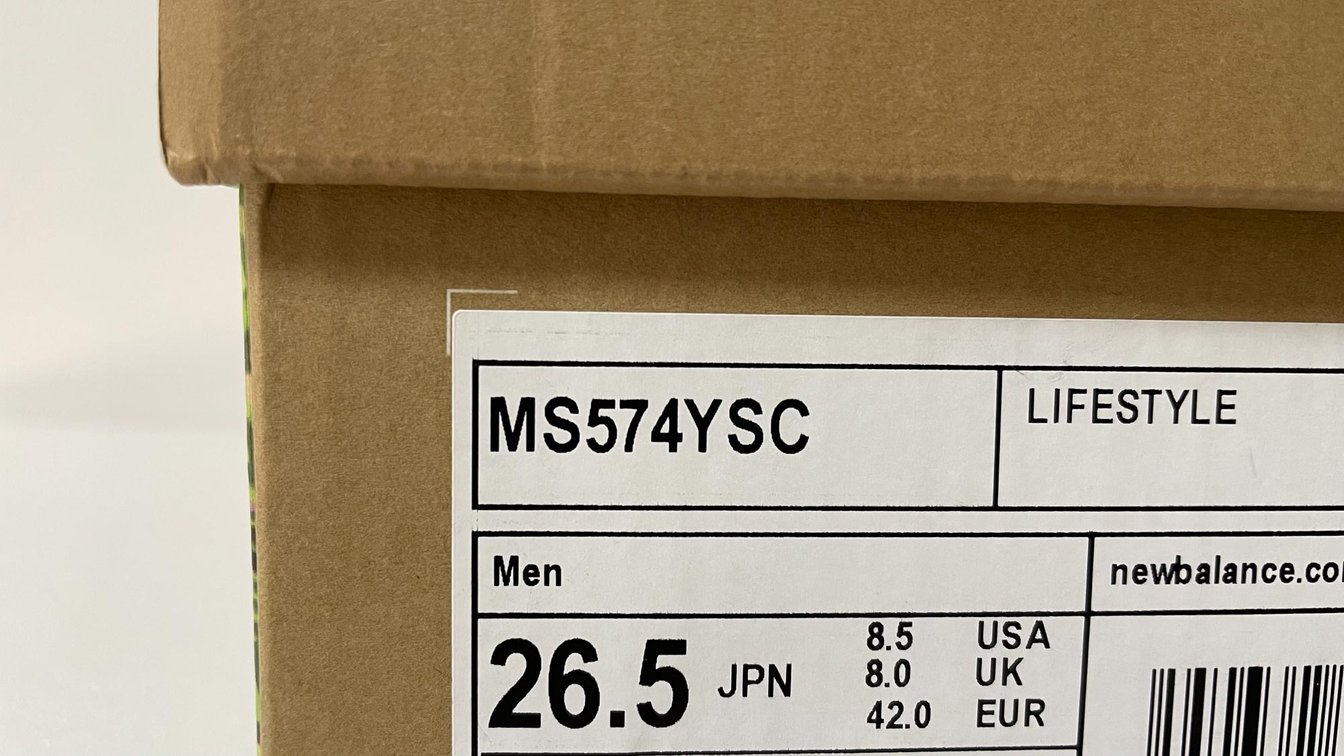 MS574YSC
LIFESTYLE
Men
newbalance.co
26.5 JPN
8.5 USA
8.0 UK
42.0 EUR